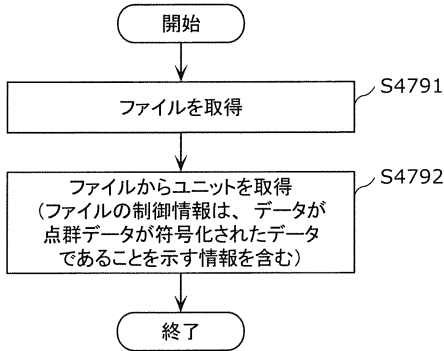 開始
S4791
ファイルを取得
S4792
ファイルからユニットを取得
(ファイルの制御情報は、データが
点群データが符号化されたデータ
であることを示す情報を含む)
終了